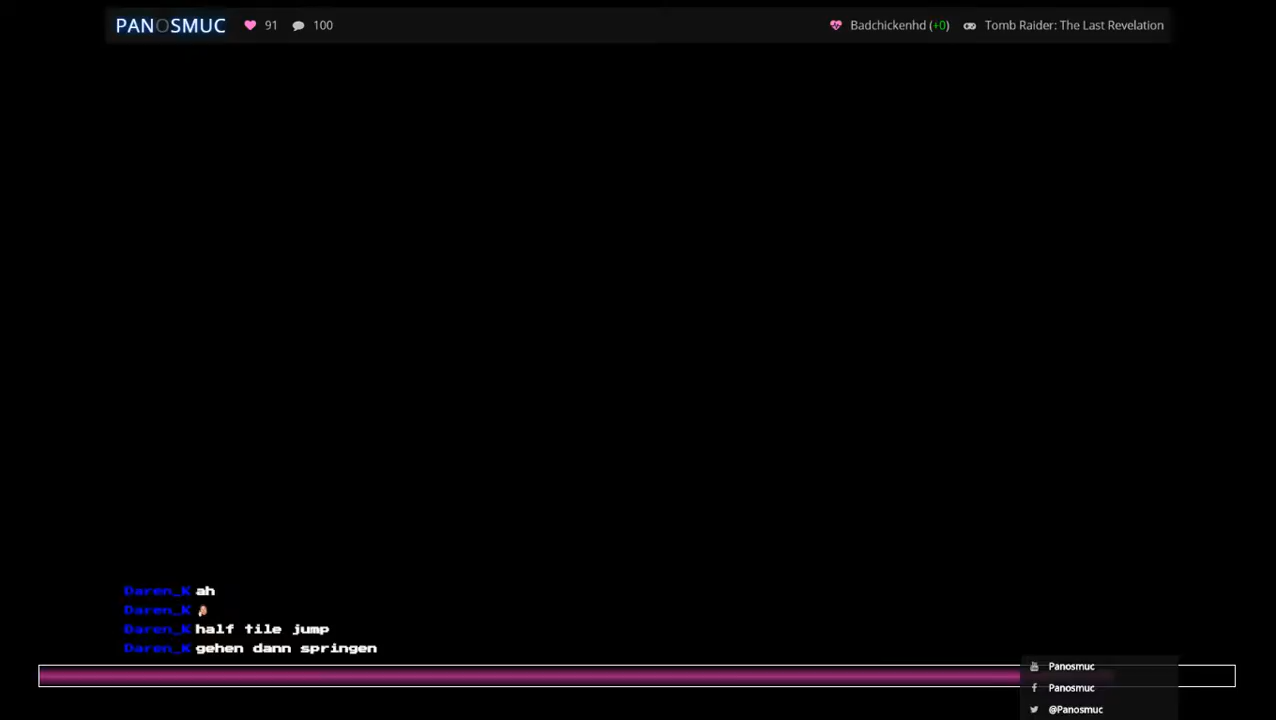 PANOSMUC 91 100 Badchickenhd (+0) Tomb Raider: The Last Revelation
Daren_K ah
Daren_K
Daren_K half tile jump
Daren_K gehen dann springen
Panosmuc
Panosmuc
@Panosmuc